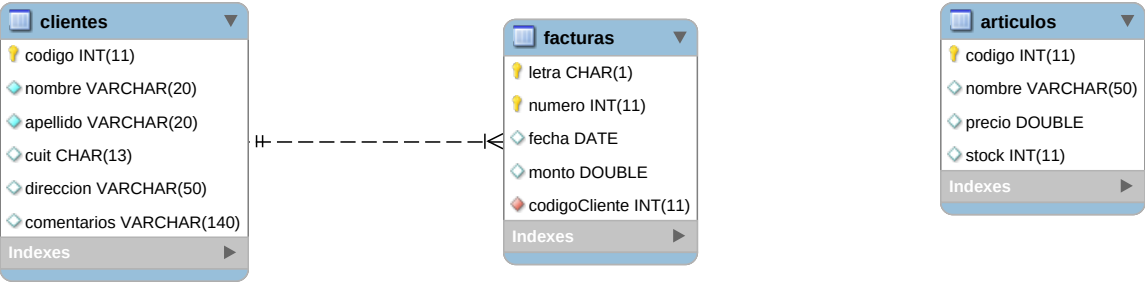 clientes
codigo INT(11)
nombre VARCHAR(20)
apellido VARCHAR(20)
cuit CHAR(13)
direccion VARCHAR(50)
comentarios VARCHAR(140)
Indexes
facturas
letra CHAR(1)
numero INT(11)
fecha DATE
monto DOUBLE
codigoCliente INT(11)
Indexes
articulos
codigo INT(11)
nombre VARCHAR(50)
precio DOUBLE
stock INT(11)
Indexes